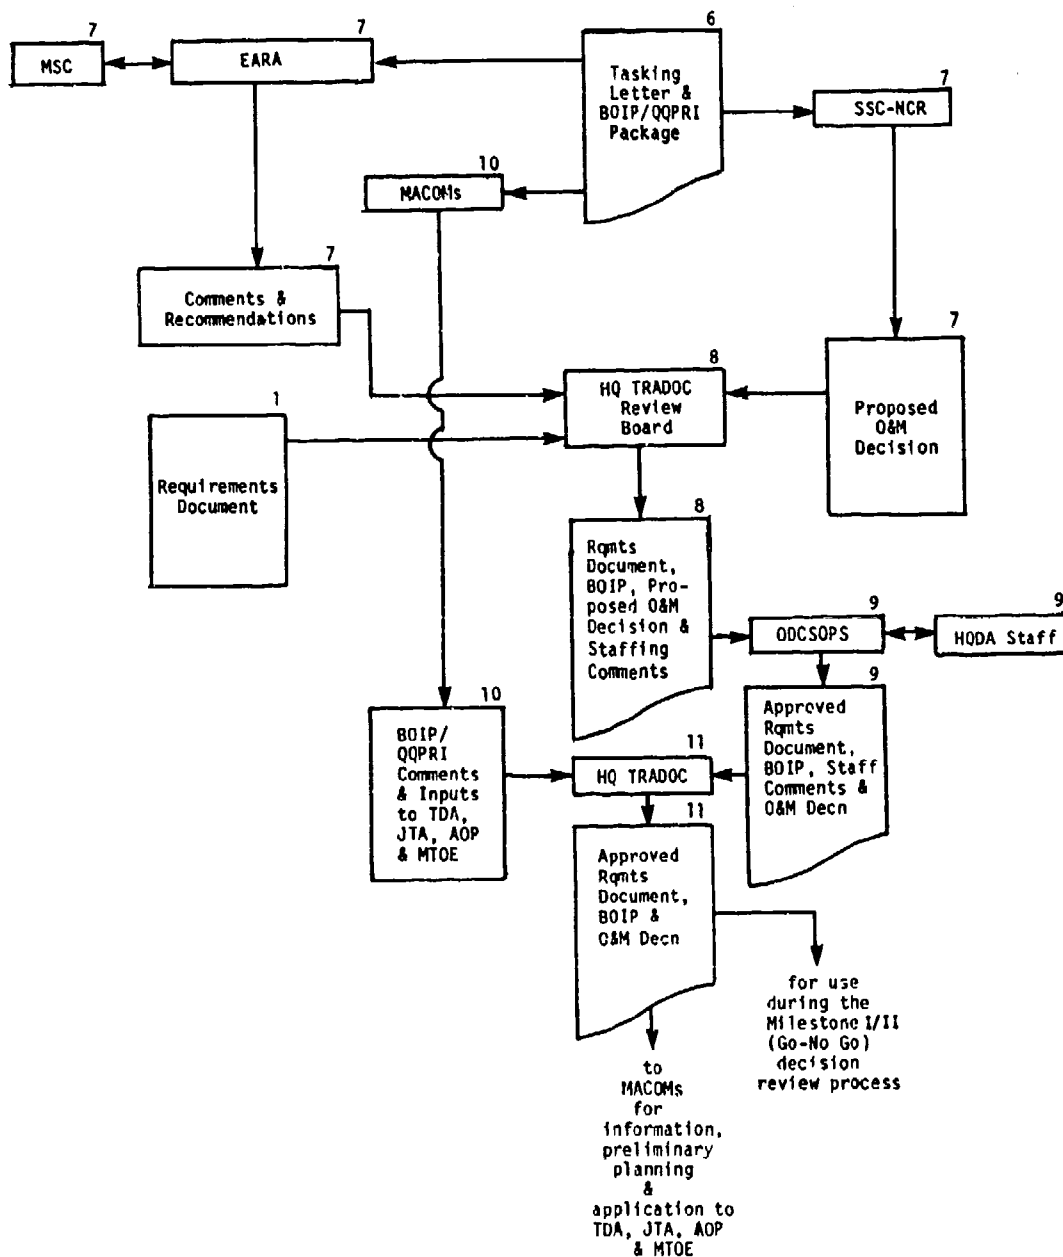 7
MSC
7
EARA
6
Tasking
Letter &
BOIP/QQPRI
Package
7
SSC-NCR
10
MACOMs
7
Comments &
Recommendations
7
Proposed
O&M
Decision
8
HQ TRADOC
Review
Board
1
Requirements
Document
8
Rqmts
Document,
BOIP, Pro-
posed O&M
Decision &
Staffing
Comments
9
ODCSOPS
9
HQDA Staff
9
Approved
Rqmts
Document,
BOIP, Staff
Comments &
O&M Decn
10
BOIP/
QQPRI
Comments
& Inputs
to TDA,
JTA, AOP
& MTOE
11
HQ TRADOC
11
Approved
Rqmts
Document,
BOIP &
O&M Decn
for use
during the
Milestone I/II
(Go-No Go)
decision
review process
to
MACOMs
for
information,
preliminary
planning
&
application to
TDA, JTA, AOP
& MTOE